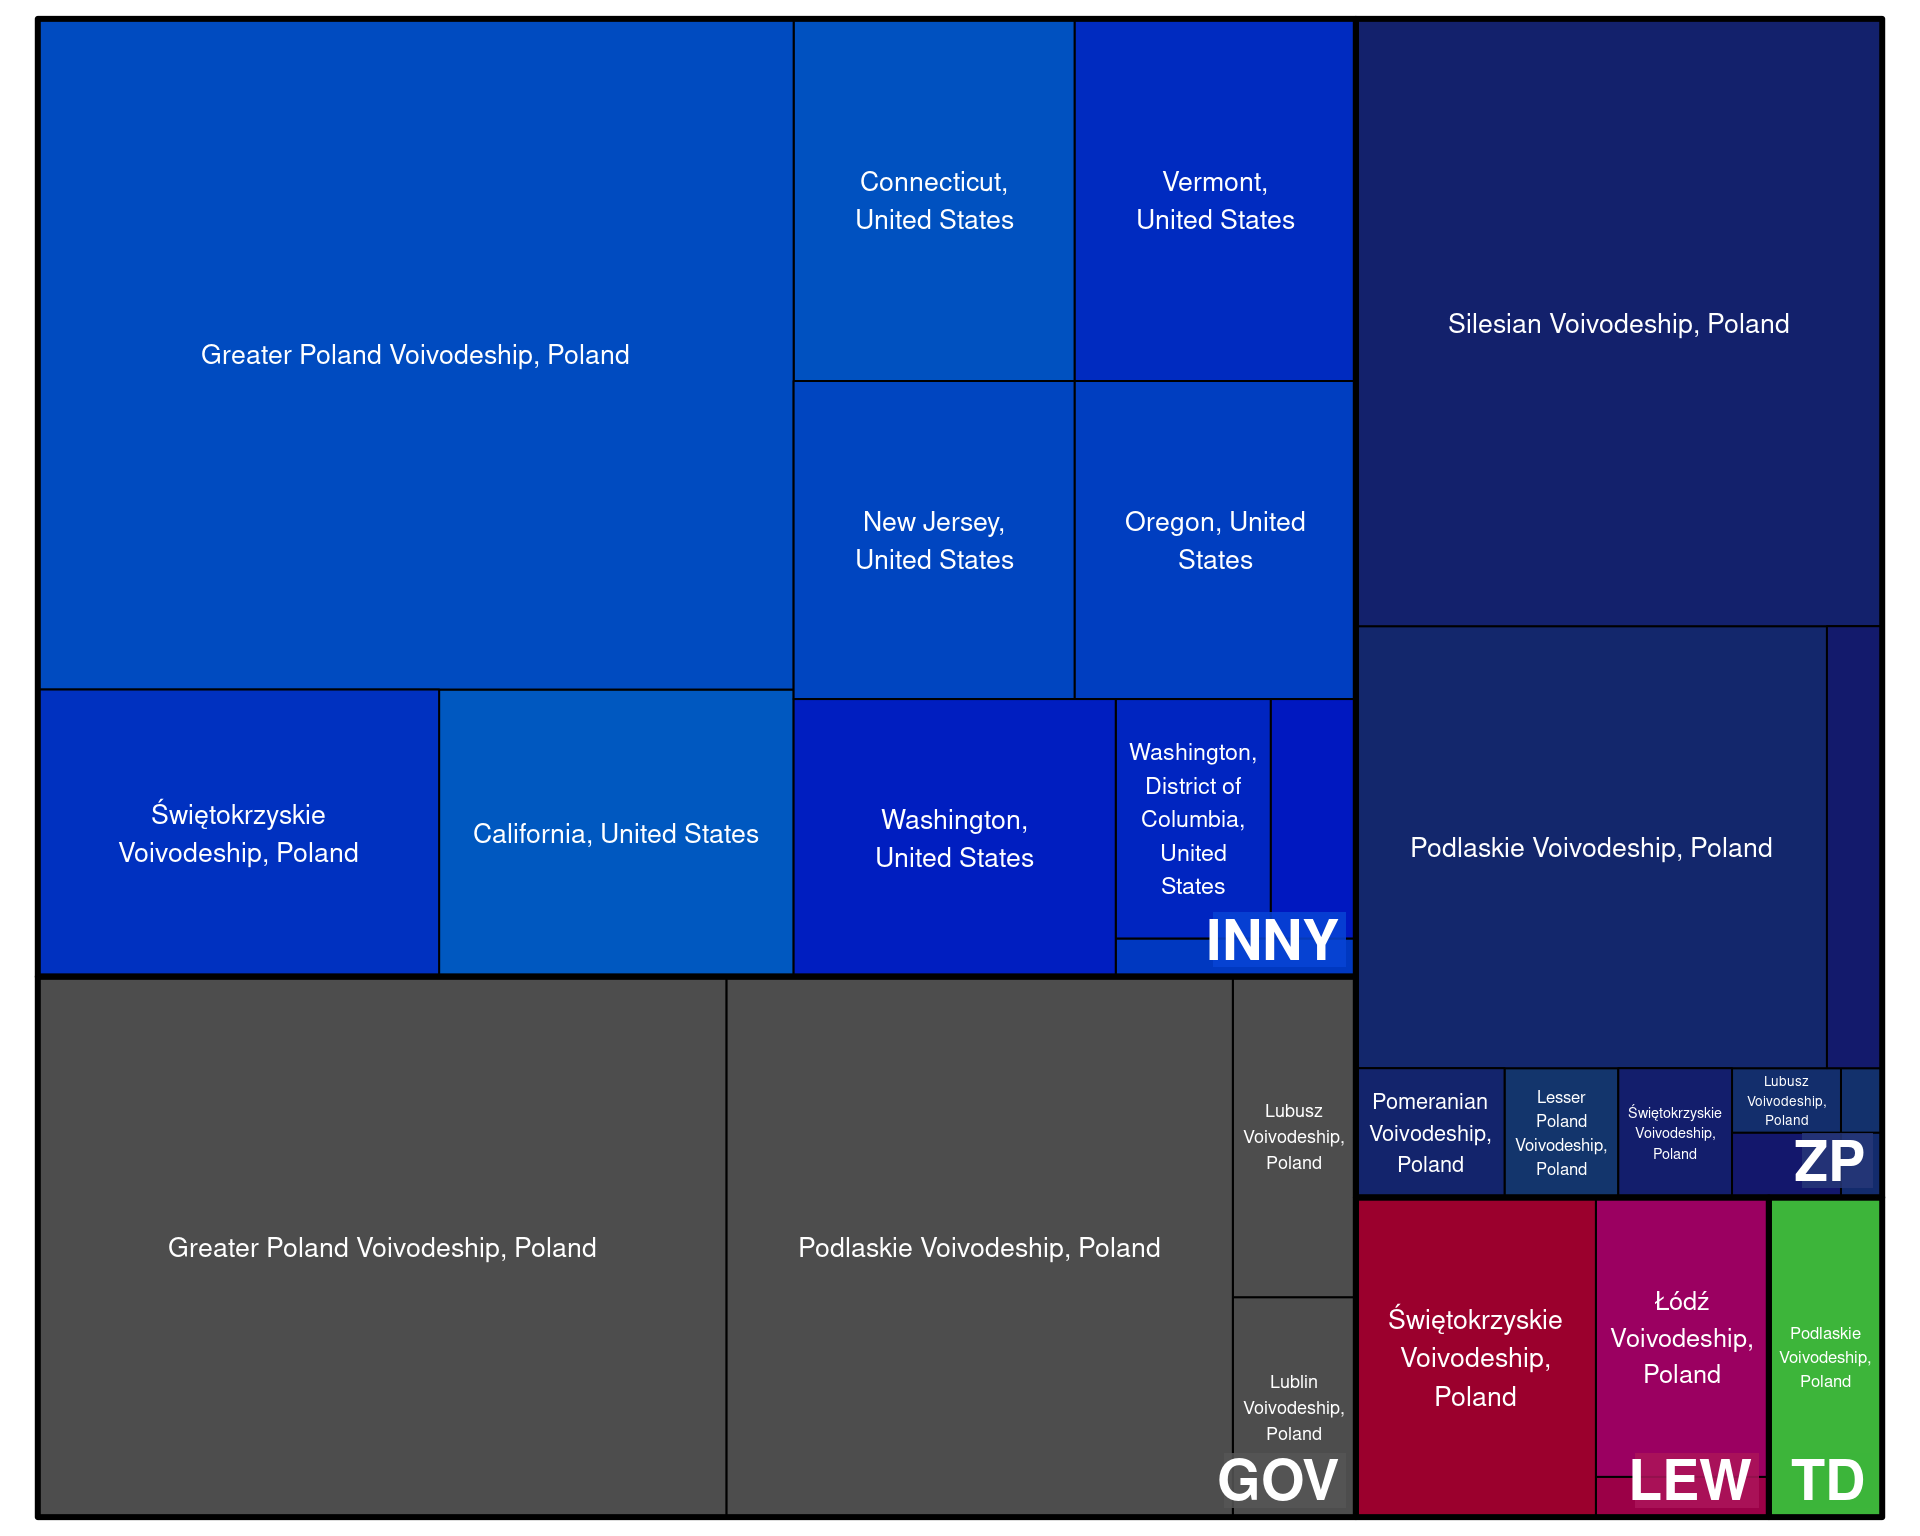 Greater Poland Voivodeship, Poland
Connecticut,
United States
Vermont,
United States
New Jersey,
United States
Oregon, United
States
Świętokrzyskie
Voivodeship, Poland
California, United States
Washington,
United States
Washington,
District of
Columbia,
United
States
INNY
Silesian Voivodeship, Poland
Podlaskie Voivodeship, Poland
Pomeranian
Voivodeship,
Poland
Lesser
Poland
Voivodeship,
Poland
Świętokrzyskie
Voivodeship,
Poland
Lubusz
Voivodeship,
Poland
ZP
Greater Poland Voivodeship, Poland
Podlaskie Voivodeship, Poland
Lubusz
Voivodeship,
Poland
Lublin
Voivodeship,
Poland
GOV
Świętokrzyskie
Voivodeship,
Poland
Łódź
Voivodeship,
Poland
LEW
Podlaskie
Voivodeship,
Poland
TD